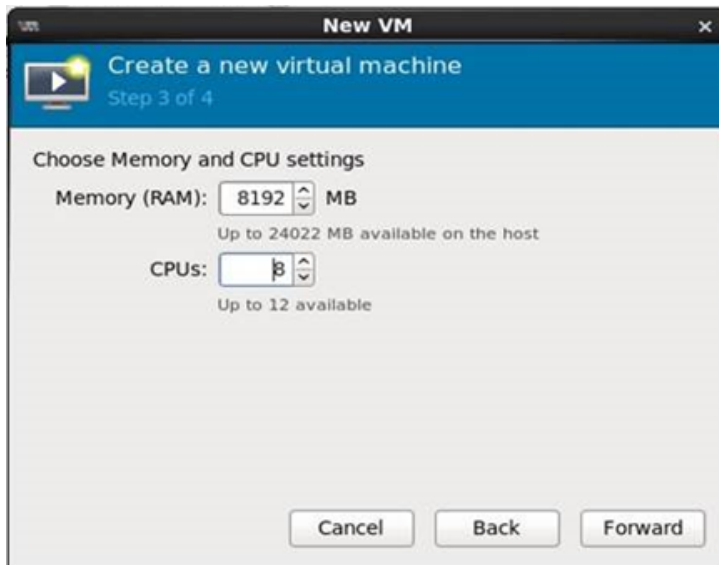 New VM
Create a new virtual machine
Step 3 of 4
Choose Memory and CPU settings
Memory (RAM): 8192 MB
Up to 24022 MB available on the host
CPUs: 8
Up to 12 available
Cancel Back Forward